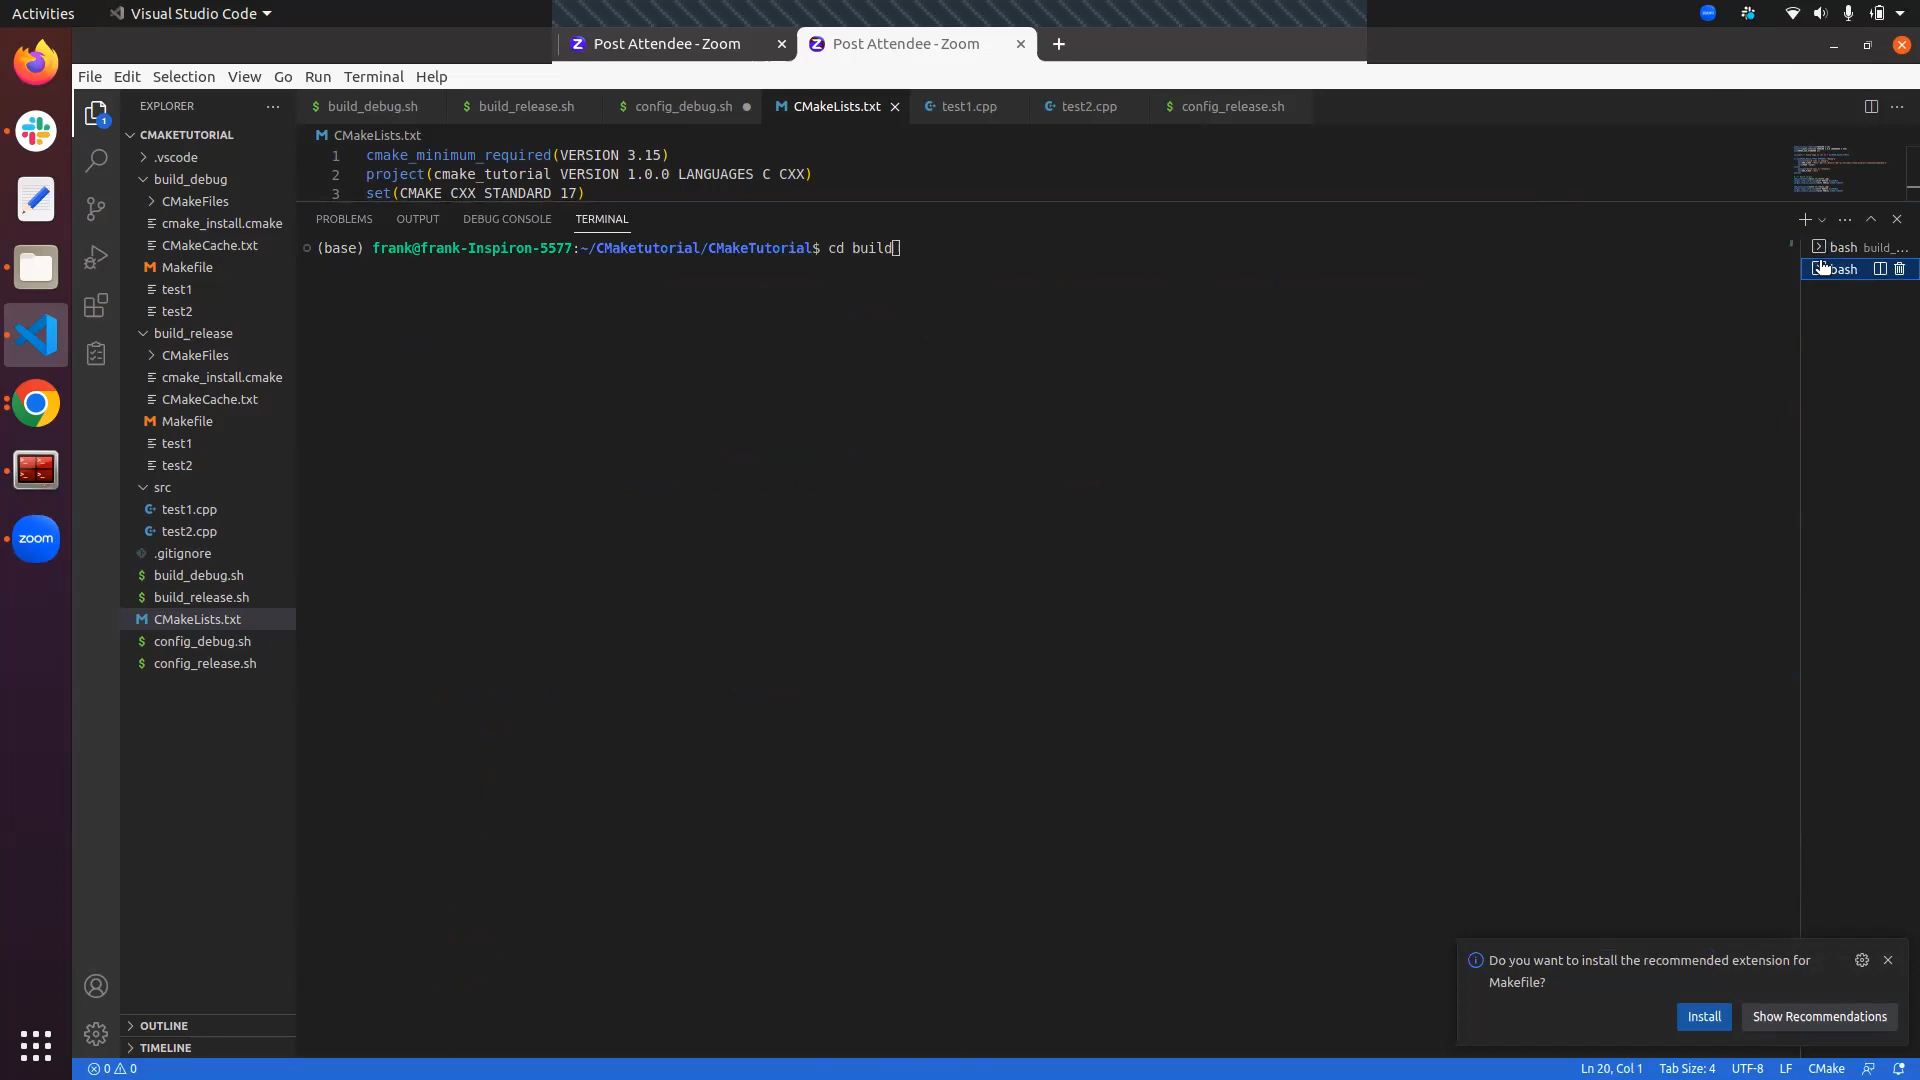 Activities
Visual Studio Code
Post Attendee - Zoom
Post Attendee - Zoom
File Edit Selection View Go Run Terminal Help
EXPLORER
build_debug.sh
build_release.sh
config_debug.sh
CMakeLists.txt
test1.cpp
test2.cpp
config_release.sh
CMAKETUTORIAL
.vscode
build_debug
CMakeFiles
cmake_install.cmake
CMakeCache.txt
Makefile
test1
test2
build_release
CMakeFiles
cmake_install.cmake
CMakeCache.txt
Makefile
test1
test2
src
test1.cpp
test2.cpp
.gitignore
build_debug.sh
build_release.sh
CMakeLists.txt
config_debug.sh
config_release.sh
OUTLINE
TIMELINE
CMakeLists.txt
1 cmake_minimum_required(VERSION 3.15)
2 project(cmake_tutorial VERSION 1.0.0 LANGUAGES C CXX)
3 set(CMAKE CXX STANDARD 17)
PROBLEMS OUTPUT DEBUG CONSOLE TERMINAL
(base) frank@frank-Inspiron-5577:~/CMaketutorial/CMakeTutorial$ cd build
bash build_...
bash
Do you want to install the recommended extension for
Makefile?
Install
Show Recommendations
zoom
1
0 0
Ln 20, Col 1 Tab Size: 4 UTF-8 LF CMake